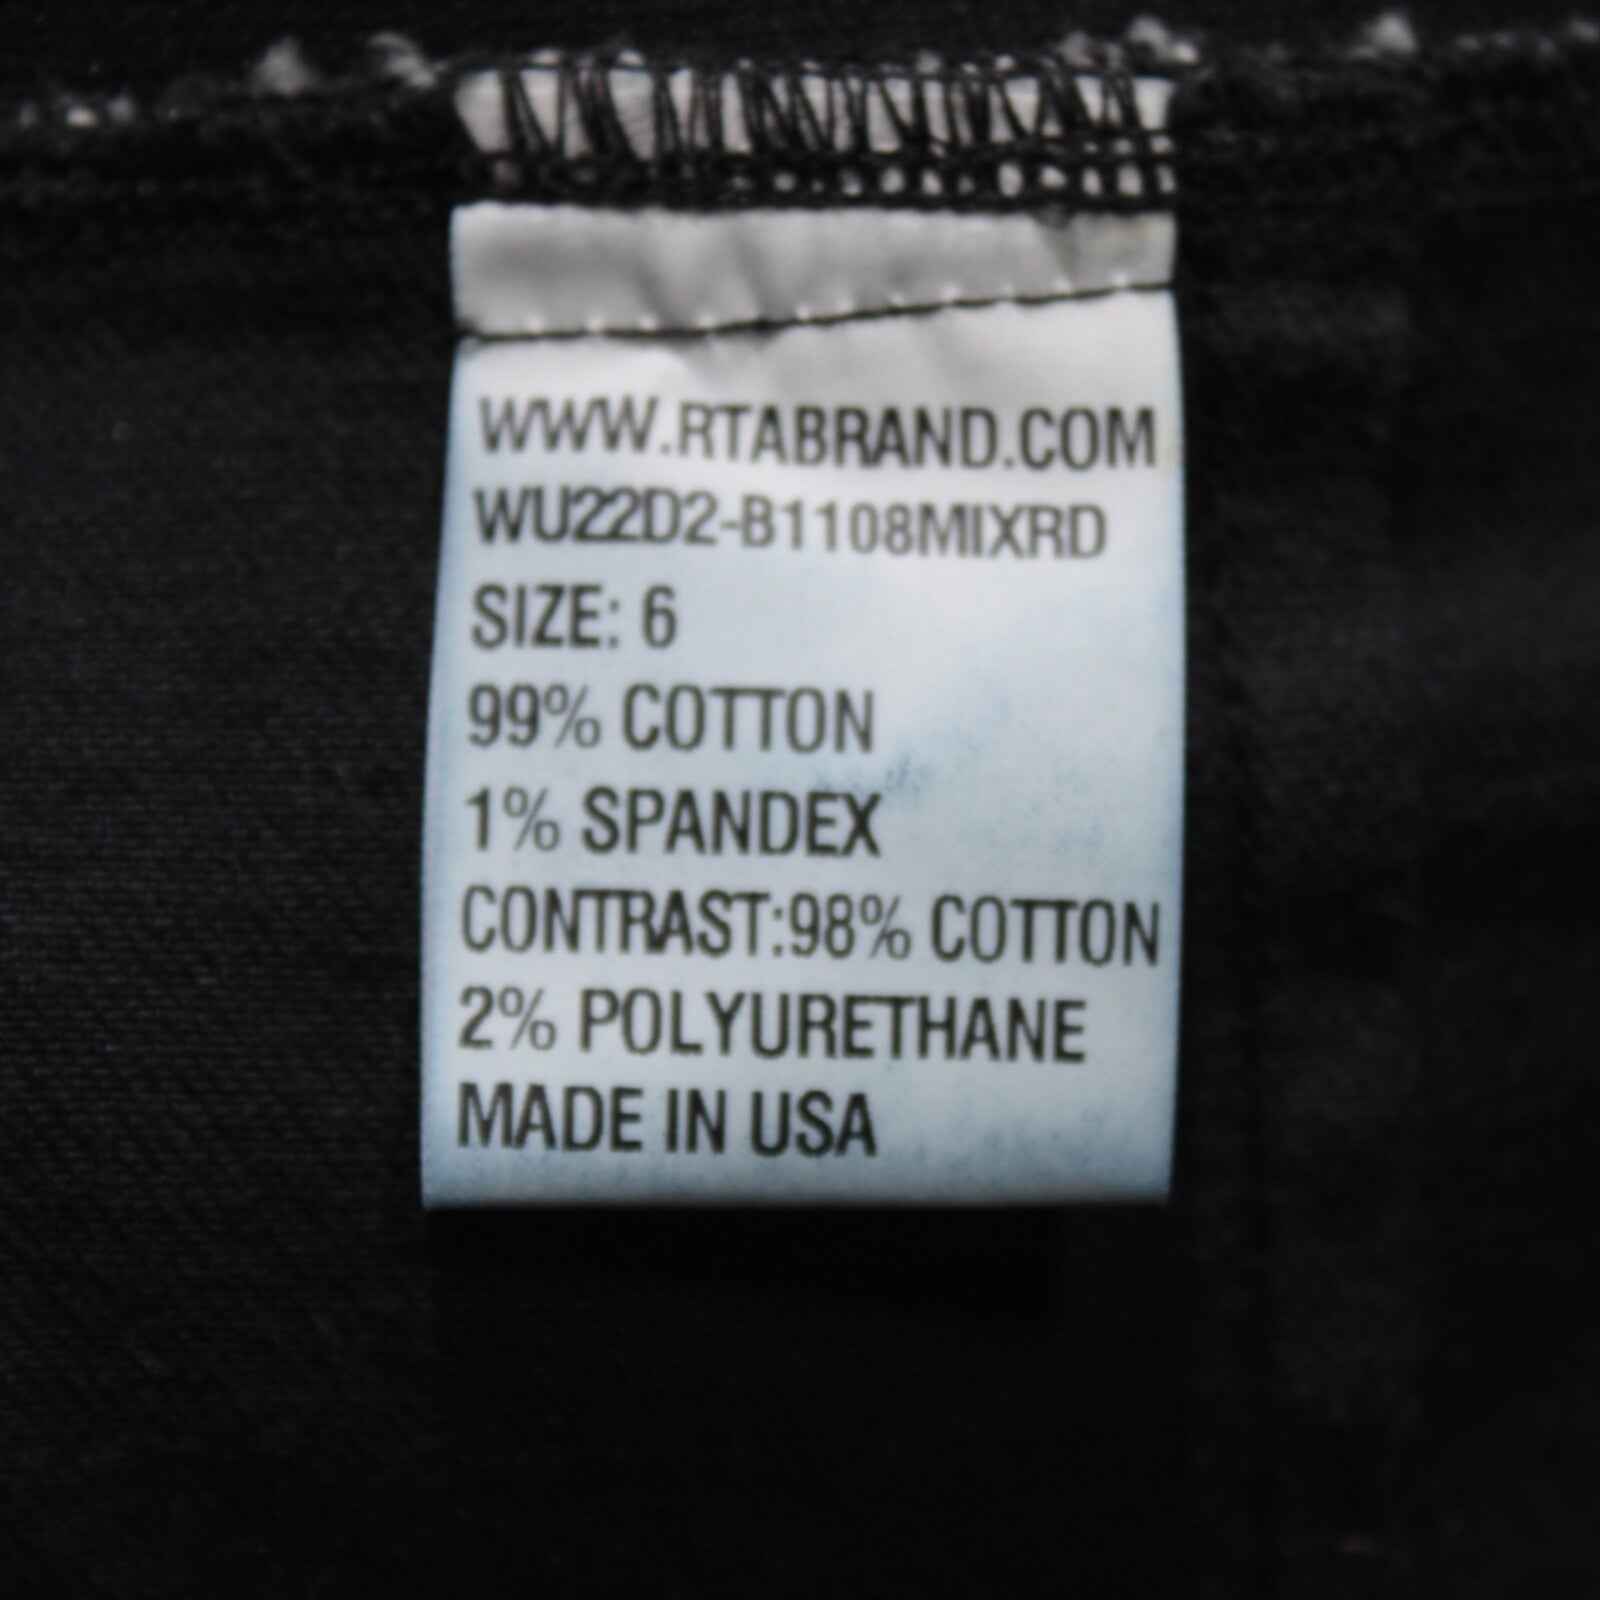 WWW.RTABRAND.COM
WU22D2-B1108MIXRD
SIZE: 6
99% COTTON
1% SPANDEX
CONTRAST:98% COTTON
2% POLYURETHANE
MADE IN USA